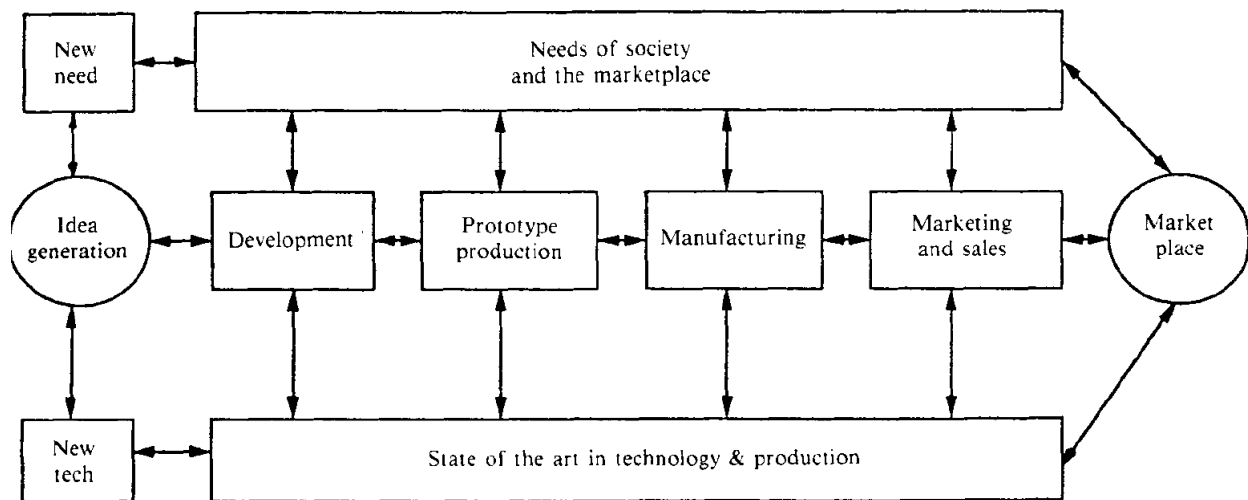 New
need
Needs of society
and the marketplace
Idea
generation
Development
Prototype
production
Manufacturing
Marketing
and sales
Market
place
New
tech
State of the art in technology & production